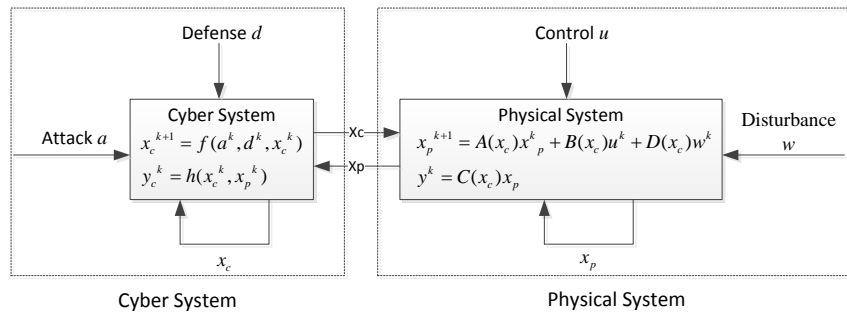 Defense d
Control u
Cyber System
x_c^{k+1} = f(a^k, d^k, x_c^k)
y_c^k = h(x_c^k, x_p^k)
Attack a
Xc
Xp
Physical System
x_p^{k+1} = A(x_c)x^k_p + B(x_c)u^k + D(x_c)w^k
y^k = C(x_c)x_p
Disturbance
w
x_c
x_p
Cyber System
Physical System